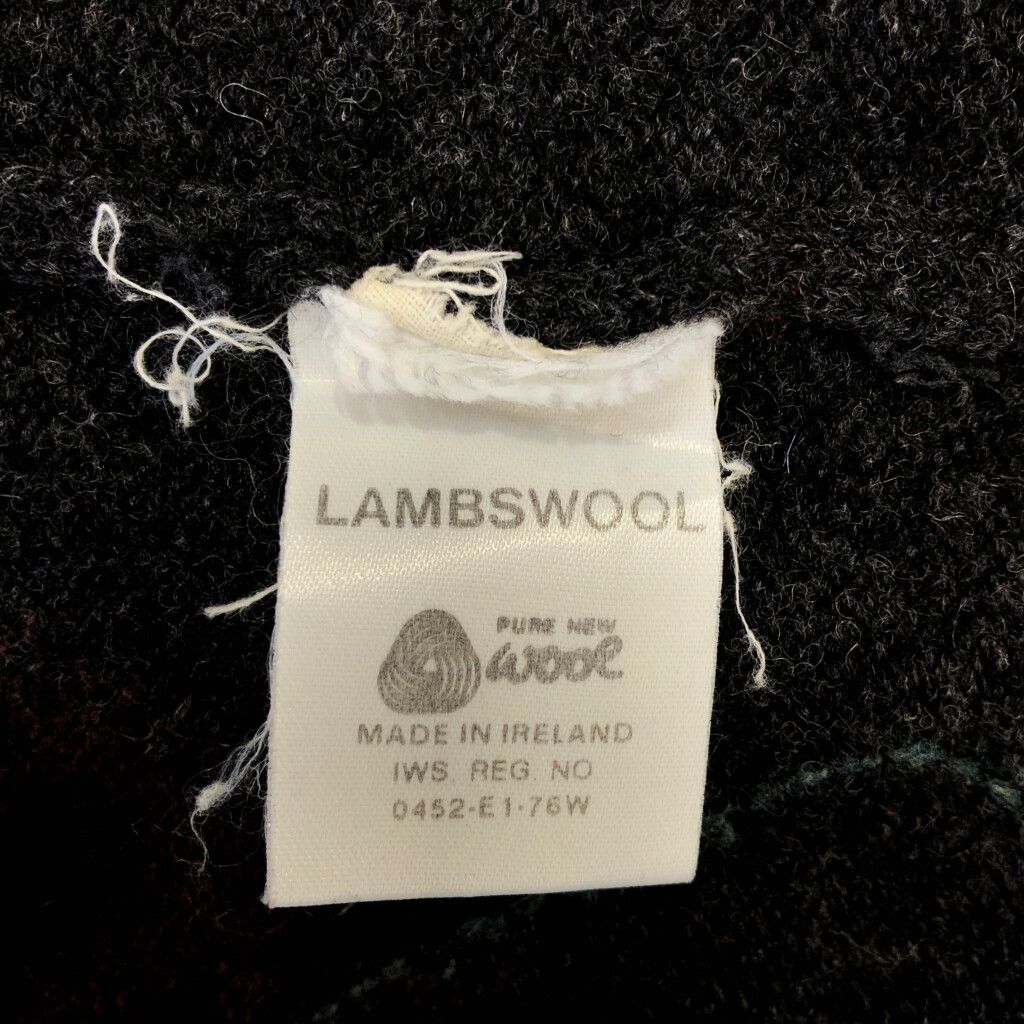 LAMBSWOOL
PURE NEW
wool
MADE IN IRELAND
IWS. REG. NO
0452-E1-76W